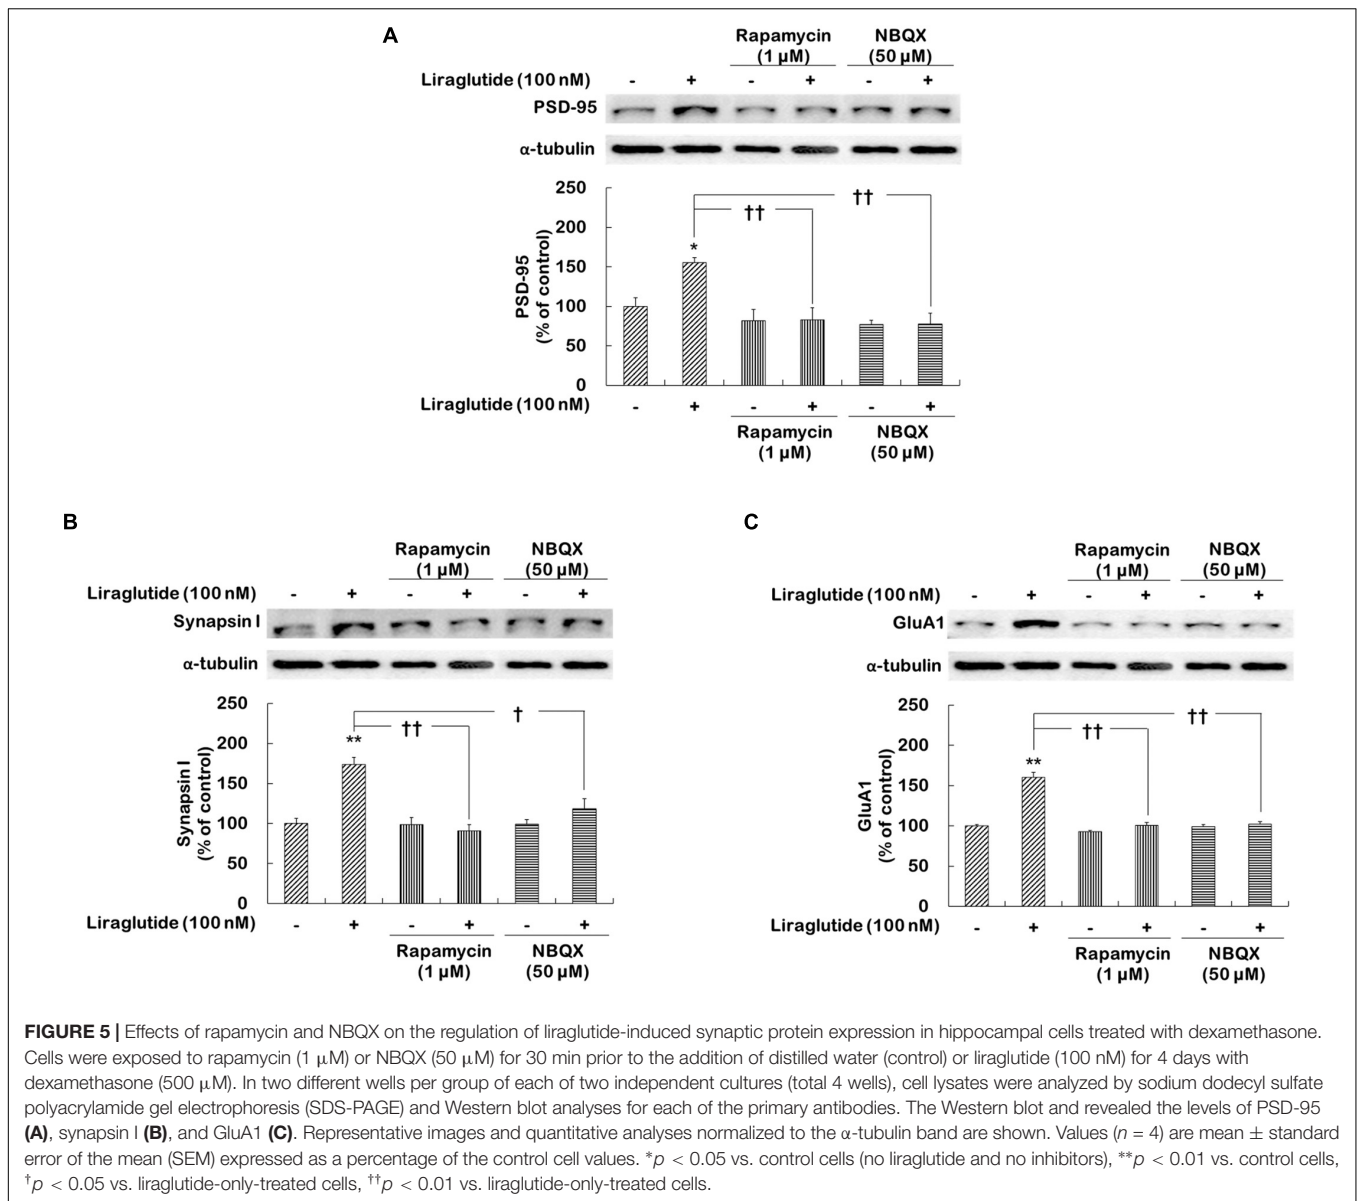 A
Rapamycin NBQX
(1 µM) (50 µM)
Liraglutide (100 nM) - + - + - +
PSD-95
α-tubulin
250
200
150
100
50
0
PSD-95
(% of control)
*
††
††
Liraglutide (100 nM) - + - + - +
Rapamycin NBQX
(1 µM) (50 µM)
B
Rapamycin NBQX
(1 µM) (50 µM)
Liraglutide (100 nM) - + - + - +
Synapsin I
α-tubulin
250
200
150
100
50
0
Synapsin I
(% of control)
**
††
†
Liraglutide (100 nM) - + - + - +
Rapamycin NBQX
(1 µM) (50 µM)
C
Rapamycin NBQX
(1 µM) (50 µM)
Liraglutide (100 nM) - + - + - +
GluA1
α-tubulin
250
200
150
100
50
0
GluA1
(% of control)
**
††
††
Liraglutide (100 nM) - + - + - +
Rapamycin NBQX
(1 µM) (50 µM)
FIGURE 5 | Effects of rapamycin and NBQX on the regulation of liraglutide-induced synaptic protein expression in hippocampal cells treated with dexamethasone.
Cells were exposed to rapamycin (1 µM) or NBQX (50 µM) for 30 min prior to the addition of distilled water (control) or liraglutide (100 nM) for 4 days with
dexamethasone (500 µM). In two different wells per group of each of two independent cultures (total 4 wells), cell lysates were analyzed by sodium dodecyl sulfate
polyacrylamide gel electrophoresis (SDS-PAGE) and Western blot analyses for each of the primary antibodies. The Western blot and revealed the levels of PSD-95
(A), synapsin I (B), and GluA1 (C). Representative images and quantitative analyses normalized to the α-tubulin band are shown. Values (n = 4) are mean ± standard
error of the mean (SEM) expressed as a percentage of the control cell values. *p < 0.05 vs. control cells (no liraglutide and no inhibitors), **p < 0.01 vs. control cells,
†p < 0.05 vs. liraglutide-only-treated cells, ††p < 0.01 vs. liraglutide-only-treated cells.